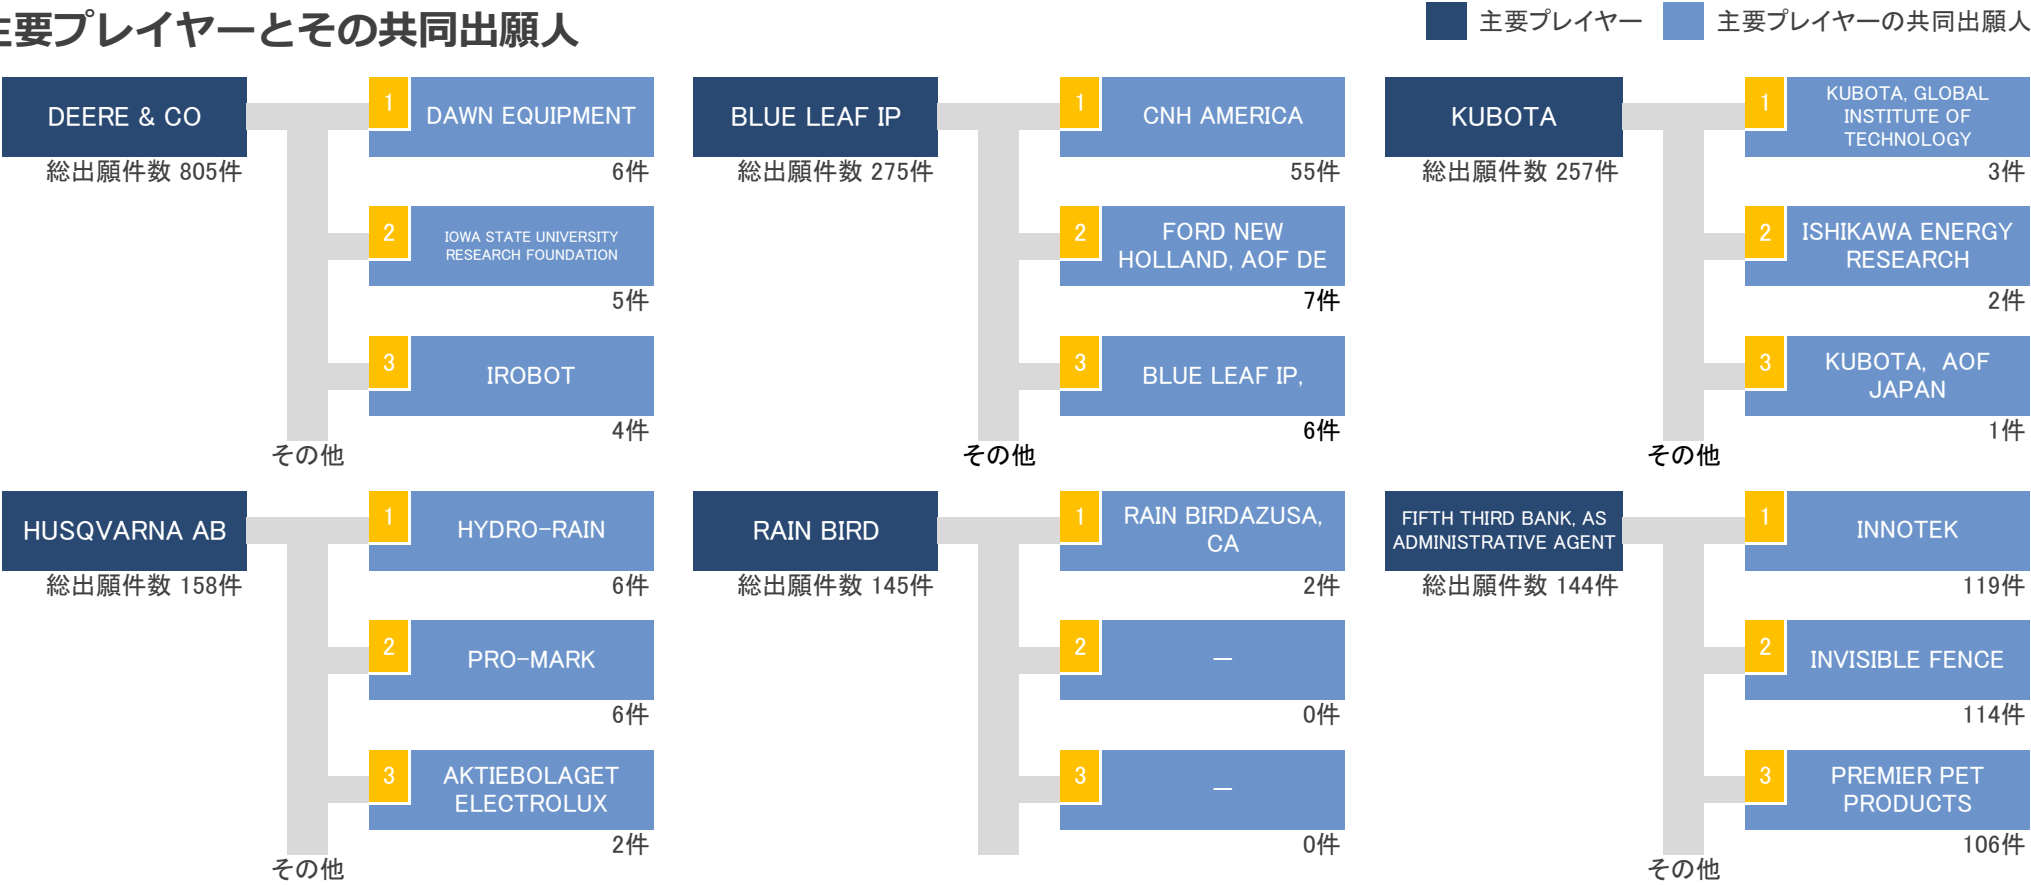 主要プレイヤーとその共同出願人
主要プレイヤー
主要プレイヤーの共同出願人
DEERE & CO
総出願件数 805件
1
DAWN EQUIPMENT
6件
2
IOWA STATE UNIVERSITY
RESEARCH FOUNDATION
5件
3
IROBOT
4件
その他
BLUE LEAF IP
総出願件数 275件
1
CNH AMERICA
55件
2
FORD NEW
HOLLAND, AOF DE
7件
3
BLUE LEAF IP,
6件
その他
KUBOTA
総出願件数 257件
1
KUBOTA, GLOBAL
INSTITUTE OF
TECHNOLOGY
3件
2
ISHIKAWA ENERGY
RESEARCH
2件
3
KUBOTA, AOF
JAPAN
1件
その他
HUSQVARNA AB
総出願件数 158件
1
HYDRO-RAIN
6件
2
PRO-MARK
6件
3
AKTIEBOLAGET
ELECTROLUX
2件
その他
RAIN BIRD
総出願件数 145件
1
RAIN BIRDAZUSA,
CA
2件
2
―
0件
3
―
0件
FIFTH THIRD BANK, AS
ADMINISTRATIVE AGENT
総出願件数 144件
1
INNOTEK
119件
2
INVISIBLE FENCE
114件
3
PREMIER PET
PRODUCTS
106件
その他